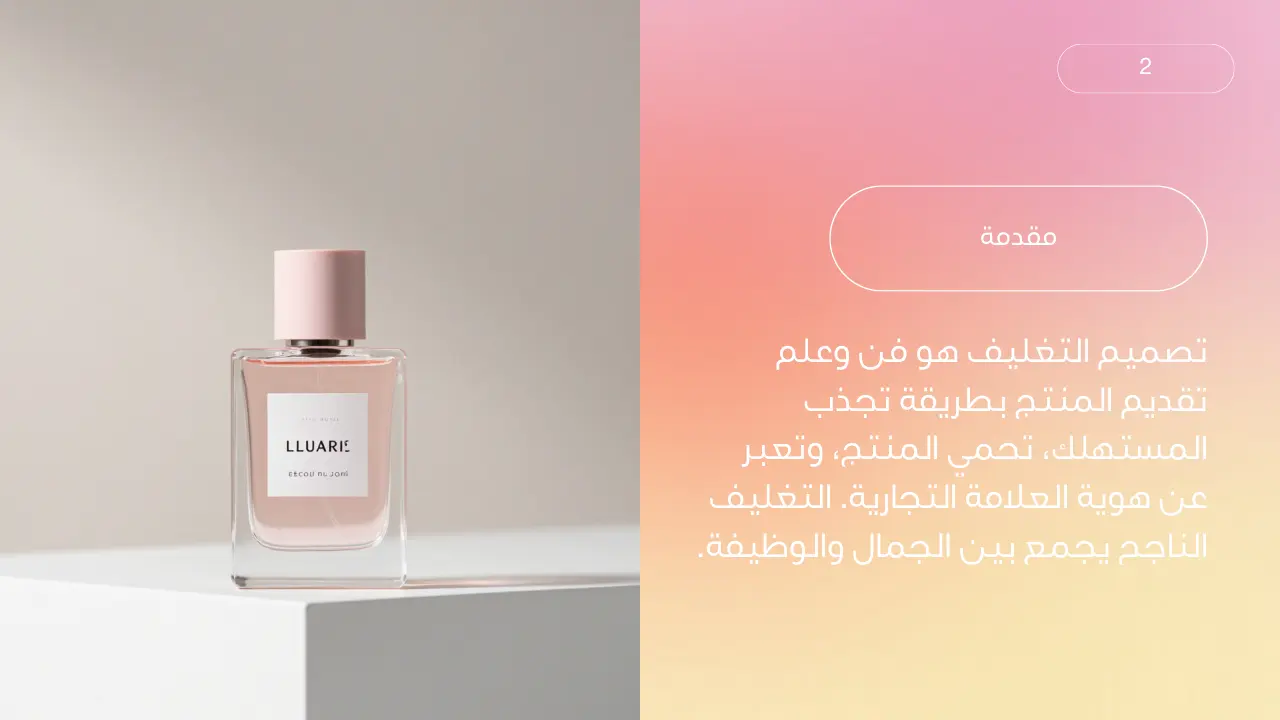 2
مقدمة
تصميم التغليف هو فن وعلم
تقديم المنتج بطريقة تجذب
المستهلك، تحمي المنتج، وتعبر
عن هوية العلامة التجارية. التغليف
الناجح يجمع بين الجمال والوظيفة.
LLUARIE